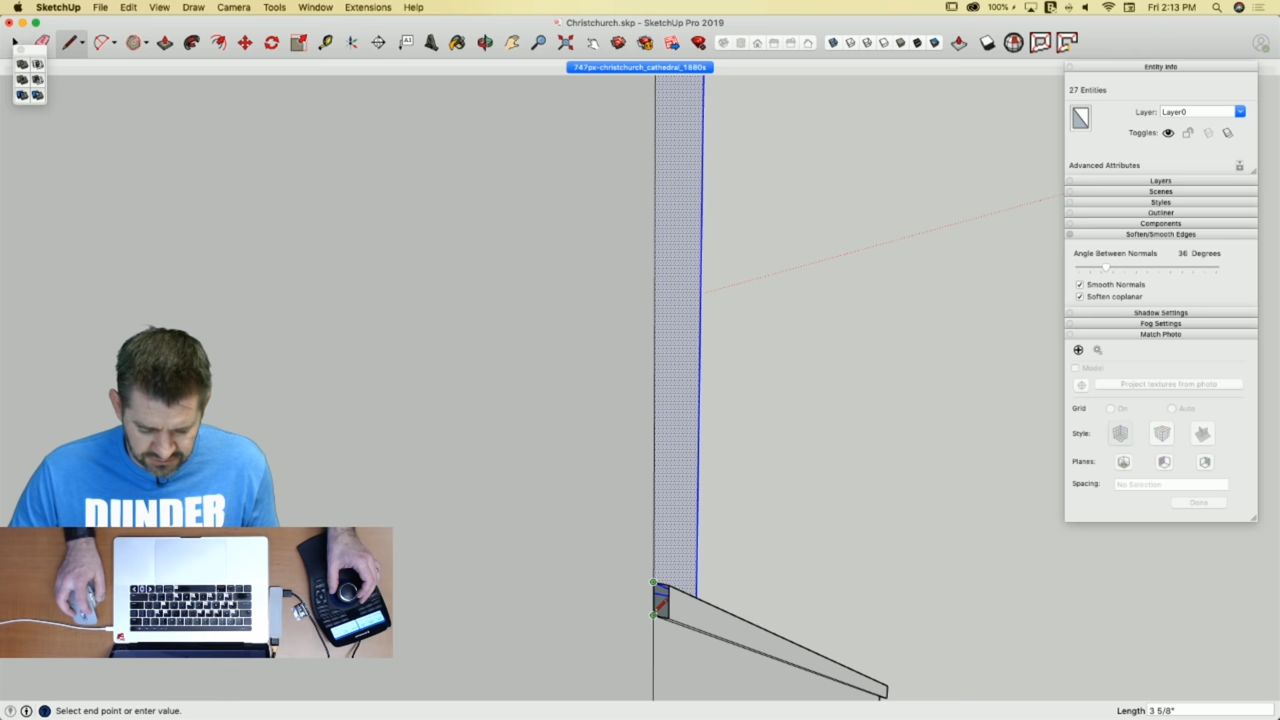 SketchUp File Edit View Camera Draw Tools Window Extensions Help 100% Fri 2:13 PM
Christchurch.skp - SketchUp Pro 2019
747px-christchurch_cathedral_1880s
Entity Info
27 Entities
Layer: Layer0
Toggles:
Advanced Attributes
Layers
Scenes
Styles
Outliner
Components
Soften/Smooth Edges
Angle Between Normals 36 Degrees
Smooth Normals
Soften coplanar
Shadow Settings
Fog Settings
Match Photo
Model
Project textures from photo
Grid On Auto
Style:
Planes:
Spacing: No Selection
Done
DUNDER
Select end point or enter value.
Length 3 5/8"